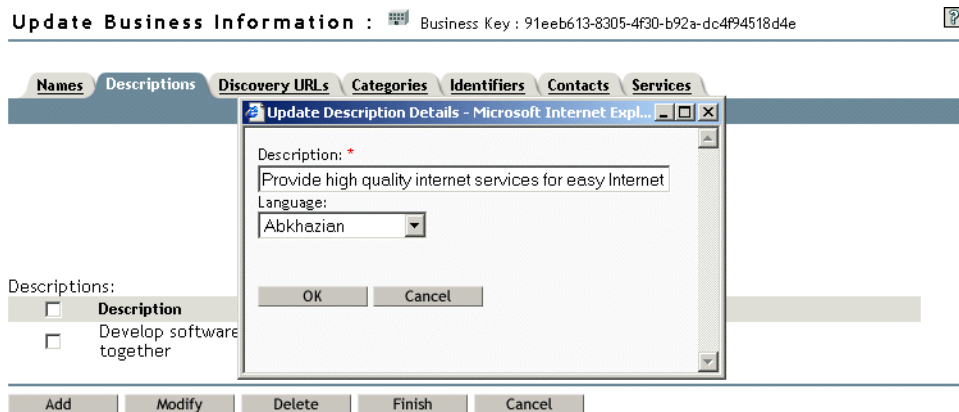 Update Business Information : Business Key : 91eeb613-8305-4f30-b92a-dc4f94518d4e
?
Names Descriptions Discovery URLs Categories Identifiers Contacts Services
Update Description Details - Microsoft Internet Expl...
Description: *
Provide high quality internet services for easy Internet
Language:
Abkhazian
OK Cancel
Descriptions:
Description
Develop software
together
Add Modify Delete Finish Cancel